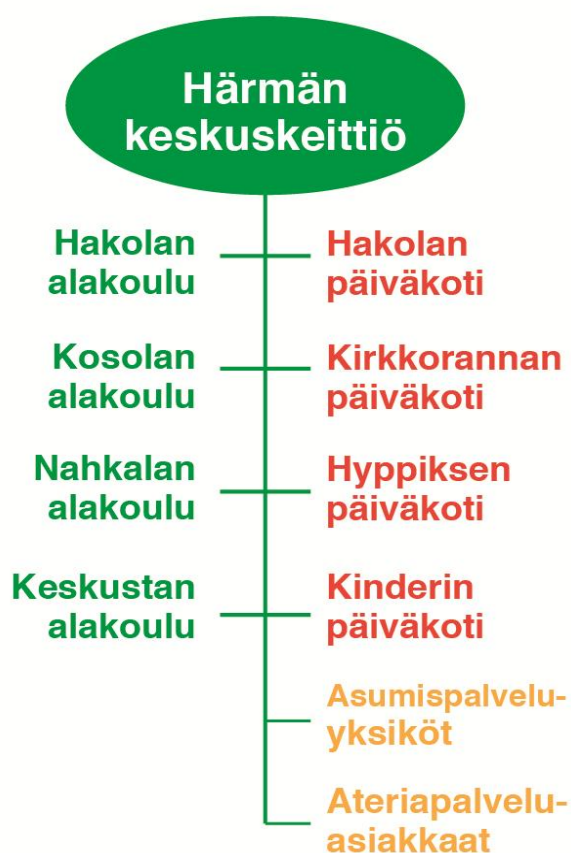 Härmän
keskuskeittiö
Hakolan
alakoulu
Hakolan
päiväkoti
Kosolan
alakoulu
Kirkkorannan
päiväkoti
Nahkalan
alakoulu
Hyppiksen
päiväkoti
Keskustan
alakoulu
Kinderin
päiväkoti
Asumispalvelu-
yksiköt
Ateriapalvelu-
asiakkaat